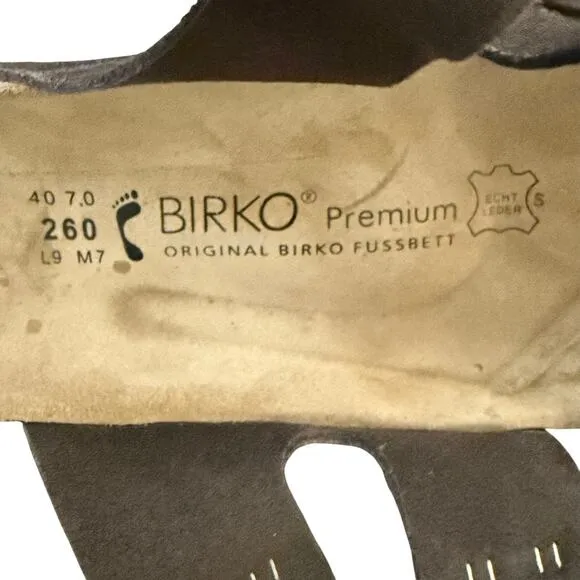 40 7,0
260
L9 M7
BIRKO® Premium
ORIGINAL BIRKO FUSSBETT
ECHT
LEDER
S